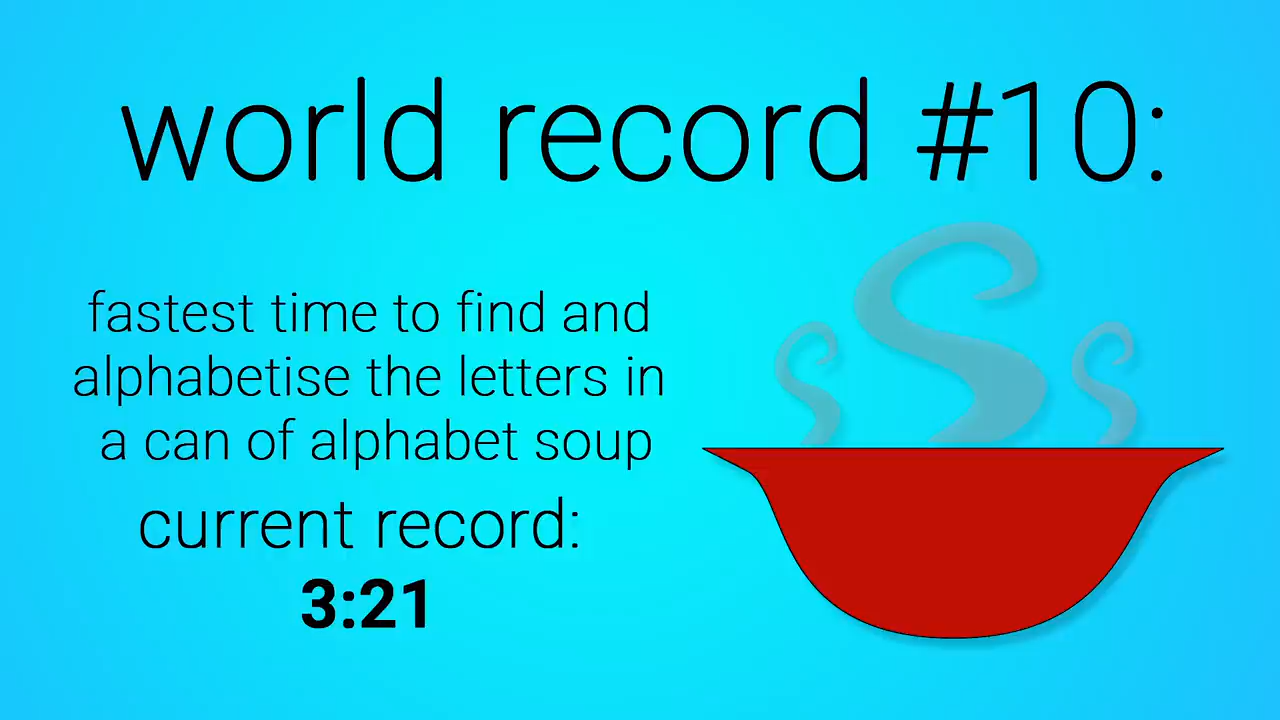 world record #10:
fastest time to find and
alphabetise the letters in
a can of alphabet soup
current record:
3:21